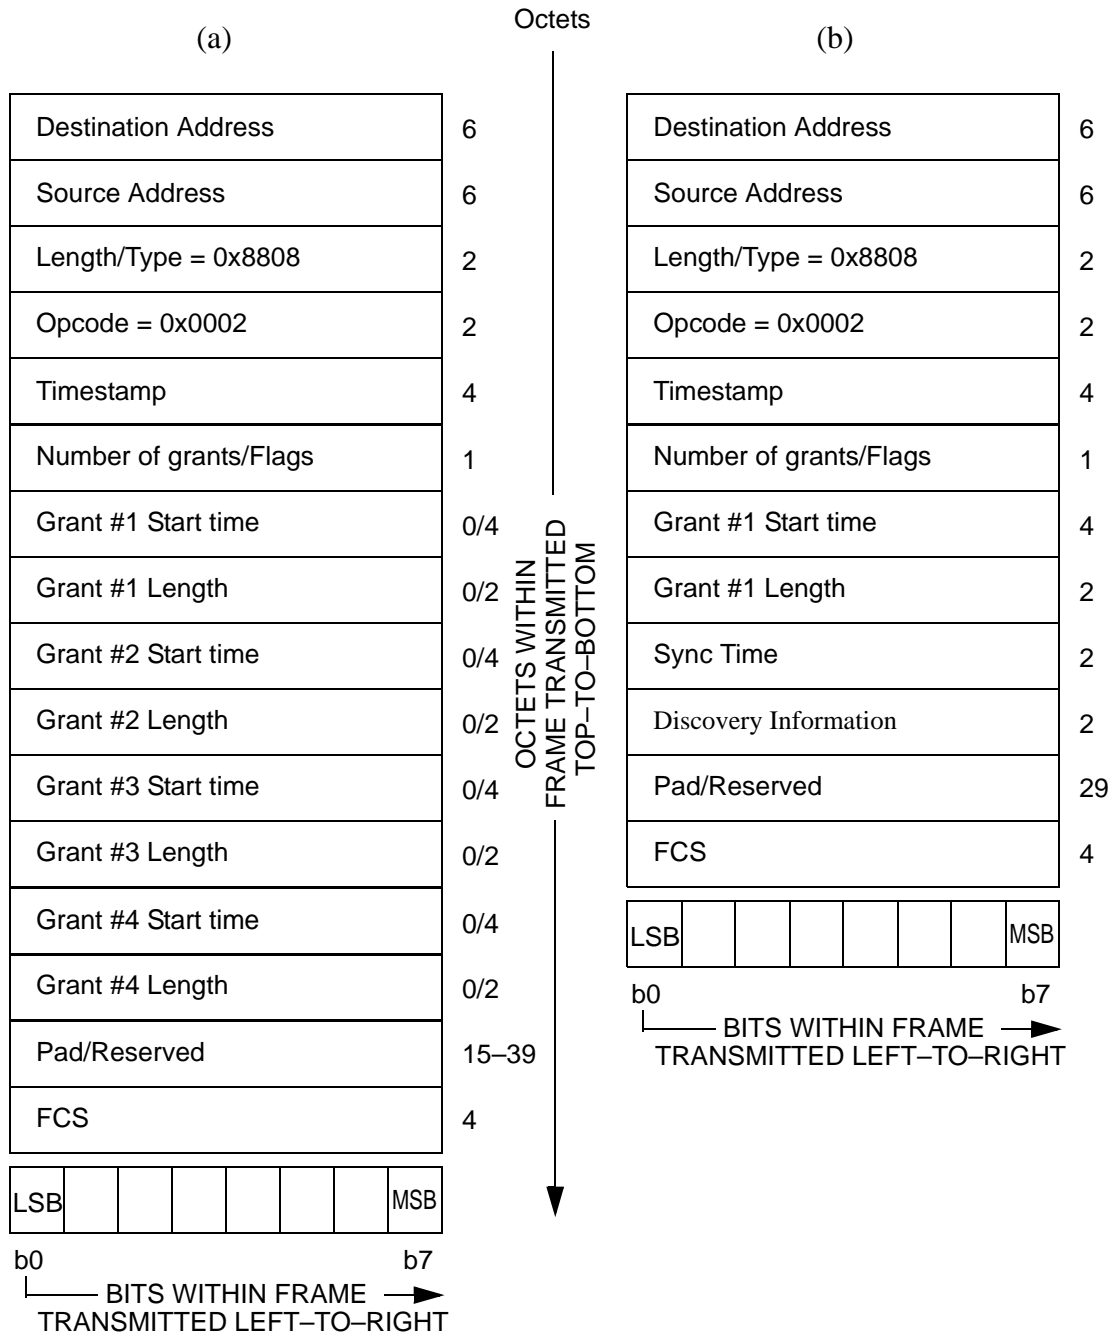 Octets
(a)
Destination Address 6
Source Address 6
Length/Type = 0x8808 2
Opcode = 0x0002 2
Timestamp 4
Number of grants/Flags 1
Grant #1 Start time 0/4
Grant #1 Length 0/2
Grant #2 Start time 0/4
Grant #2 Length 0/2
Grant #3 Start time 0/4
Grant #3 Length 0/2
Grant #4 Start time 0/4
Grant #4 Length 0/2
Pad/Reserved 15–39
FCS 4
LSB MSB
b0 b7
BITS WITHIN FRAME
TRANSMITTED LEFT–TO–RIGHT
OCTETS WITHIN
FRAME TRANSMITTED
TOP–TO–BOTTOM
(b)
Destination Address 6
Source Address 6
Length/Type = 0x8808 2
Opcode = 0x0002 2
Timestamp 4
Number of grants/Flags 1
Grant #1 Start time 4
Grant #1 Length 2
Sync Time 2
Discovery Information 2
Pad/Reserved 29
FCS 4
LSB MSB
b0 b7
BITS WITHIN FRAME
TRANSMITTED LEFT–TO–RIGHT